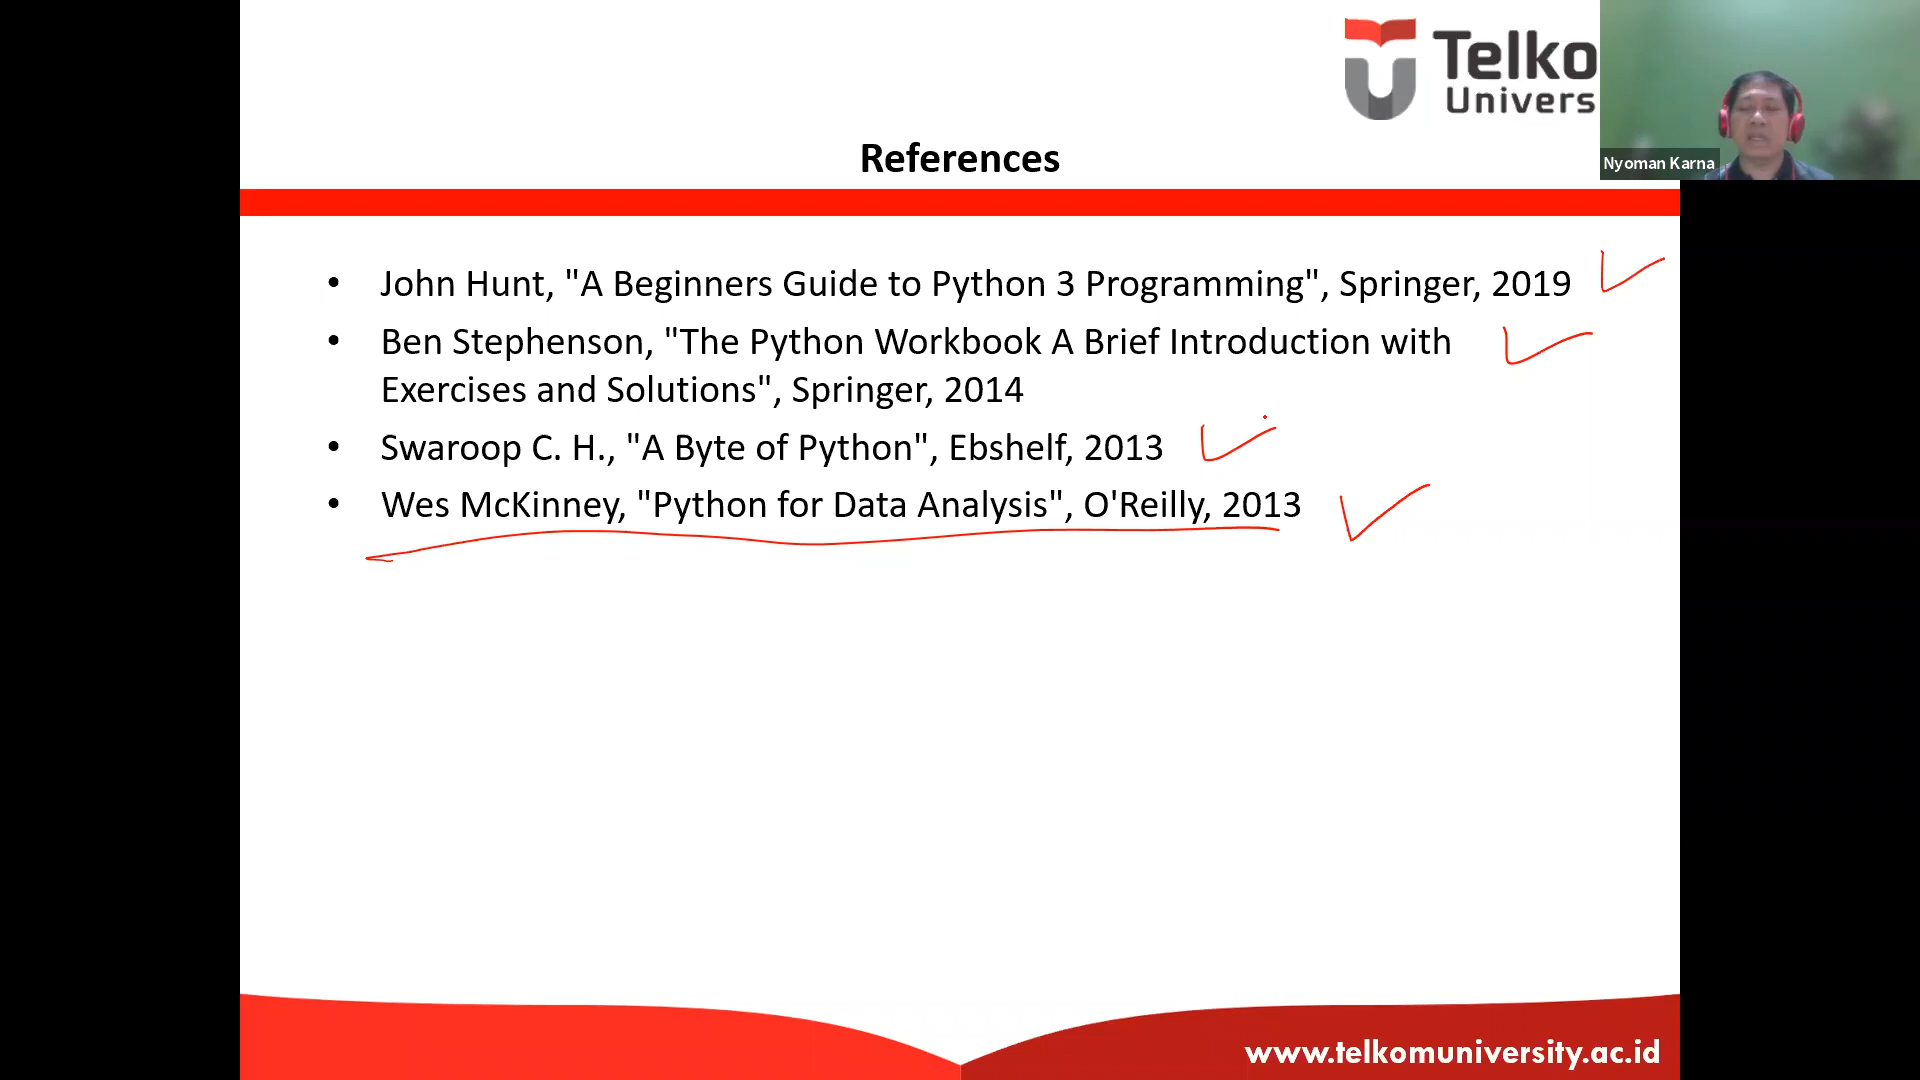 Telko
Univers
Nyoman Karna
References
• John Hunt, "A Beginners Guide to Python 3 Programming", Springer, 2019
• Ben Stephenson, "The Python Workbook A Brief Introduction with
Exercises and Solutions", Springer, 2014
• Swaroop C. H., "A Byte of Python", Ebshelf, 2013
• Wes McKinney, "Python for Data Analysis", O'Reilly, 2013
www.telkomuniversity.ac.id